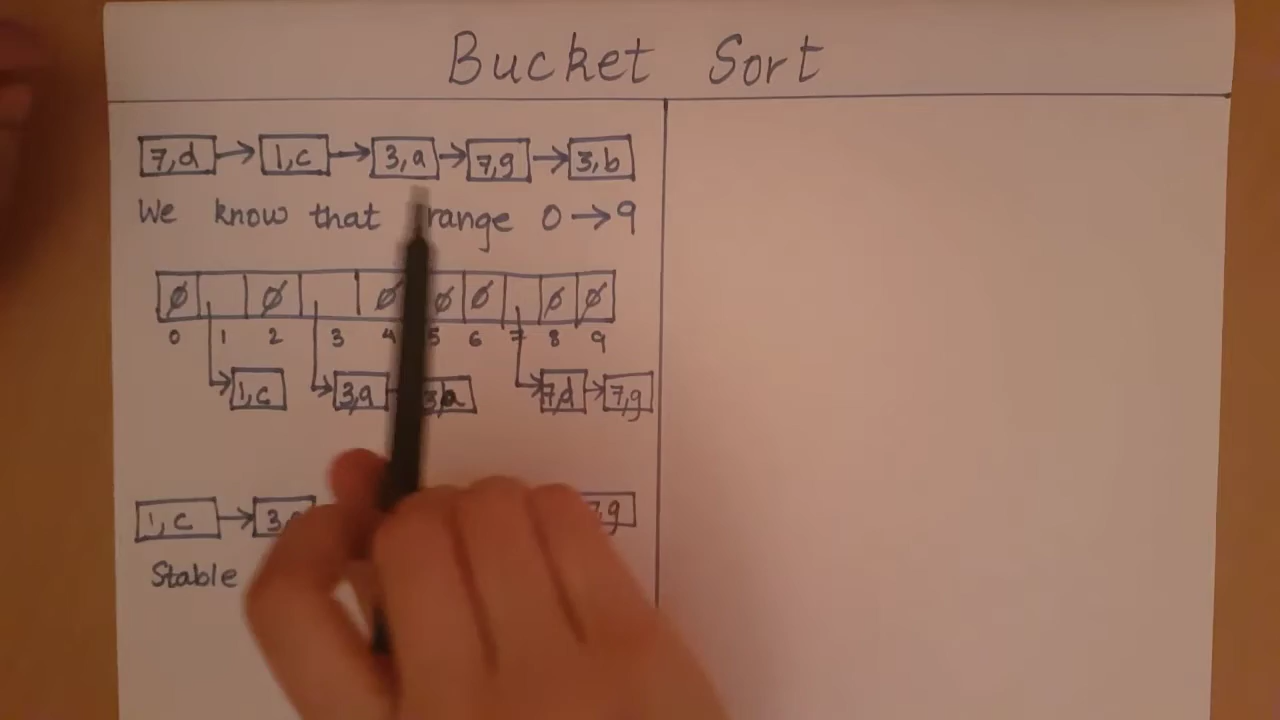 Bucket Sort
7,d → 1,c → 3,a → 7,g → 3,b
We know that range 0 → 9
Ø Ø Ø Ø Ø Ø Ø
0 1 2 3 4 5 6 7 8 9
1,c 3,a 7,d → 7,g
1,c →
Stable